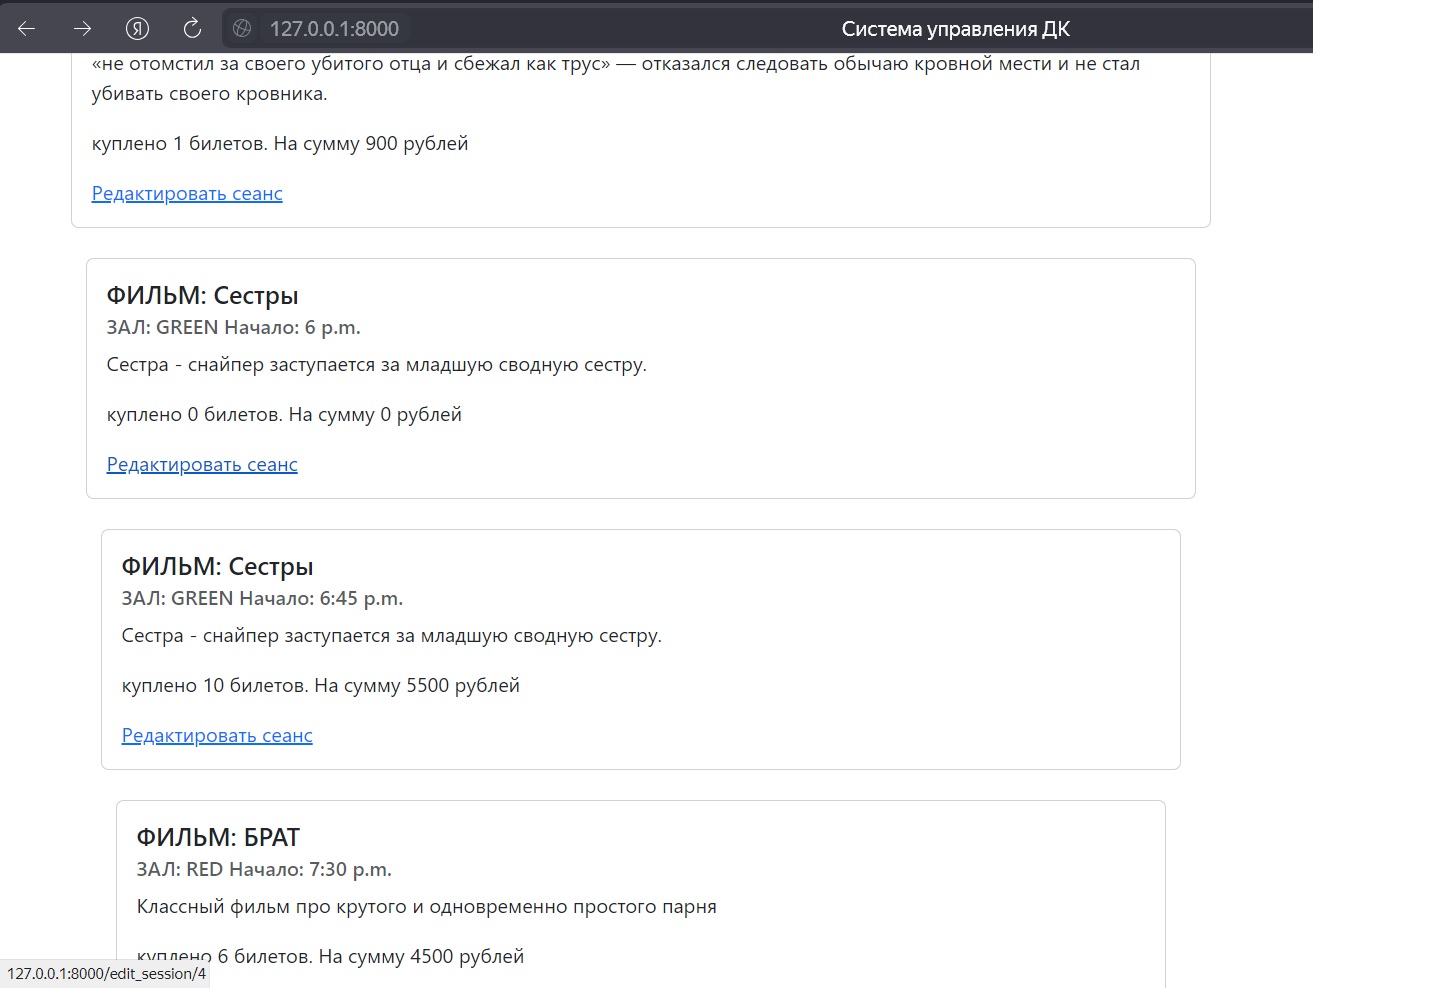 127.0.0.1:8000
Система управления ДК
«не отомстил за своего убитого отца и сбежал как трус» — отказался следовать обычаю кровной мести и не стал
убивать своего кровника.
куплено 1 билетов. На сумму 900 рублей
Редактировать сеанс
ФИЛЬМ: Сестры
ЗАЛ: GREEN Начало: 6 p.m.
Сестра - снайпер заступается за младшую сводную сестру.
куплено 0 билетов. На сумму 0 рублей
Редактировать сеанс
ФИЛЬМ: Сестры
ЗАЛ: GREEN Начало: 6:45 p.m.
Сестра - снайпер заступается за младшую сводную сестру.
куплено 10 билетов. На сумму 5500 рублей
Редактировать сеанс
ФИЛЬМ: БРАТ
ЗАЛ: RED Начало: 7:30 p.m.
Классный фильм про крутого и одновременно простого парня
куплено 6 билетов. На сумму 4500 рублей
127.0.0.1:8000/edit_session/4